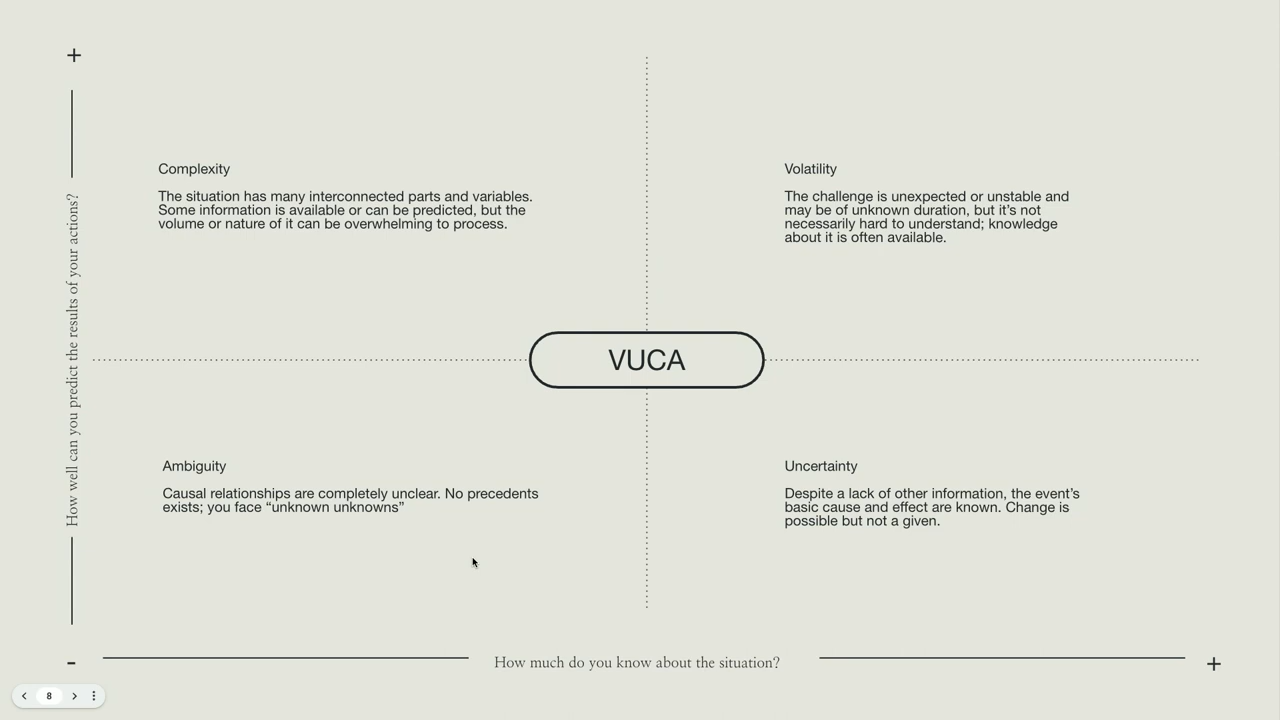 +
Complexity
The situation has many interconnected parts and variables.
Some information is available or can be predicted, but the
volume or nature of it can be overwhelming to process.
Volatility
The challenge is unexpected or unstable and
may be of unknown duration, but it’s not
necessarily hard to understand; knowledge
about it is often available.
How well can you predict the results of your actions?
VUCA
Ambiguity
Causal relationships are completely unclear. No precedents
exists; you face “unknown unknowns”
Uncertainty
Despite a lack of other information, the event’s
basic cause and effect are known. Change is
possible but not a given.
-
How much do you know about the situation?
+
8